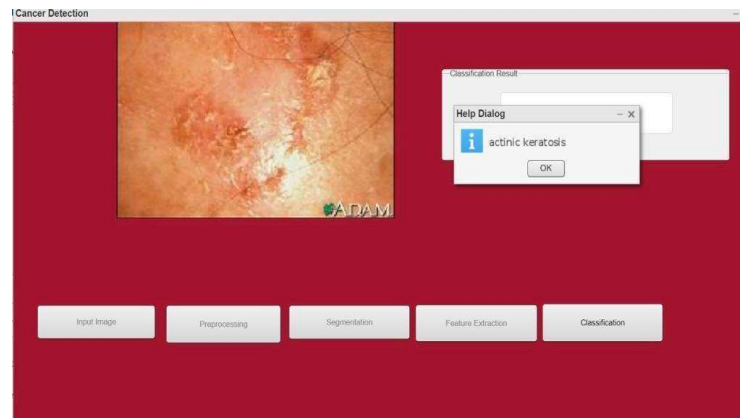 Cancer Detection
ADAM
Classification Result
Help Dialog
actinic keratosis
OK
Input Image
Preprocessing
Segmentation
Feature Extraction
Classification